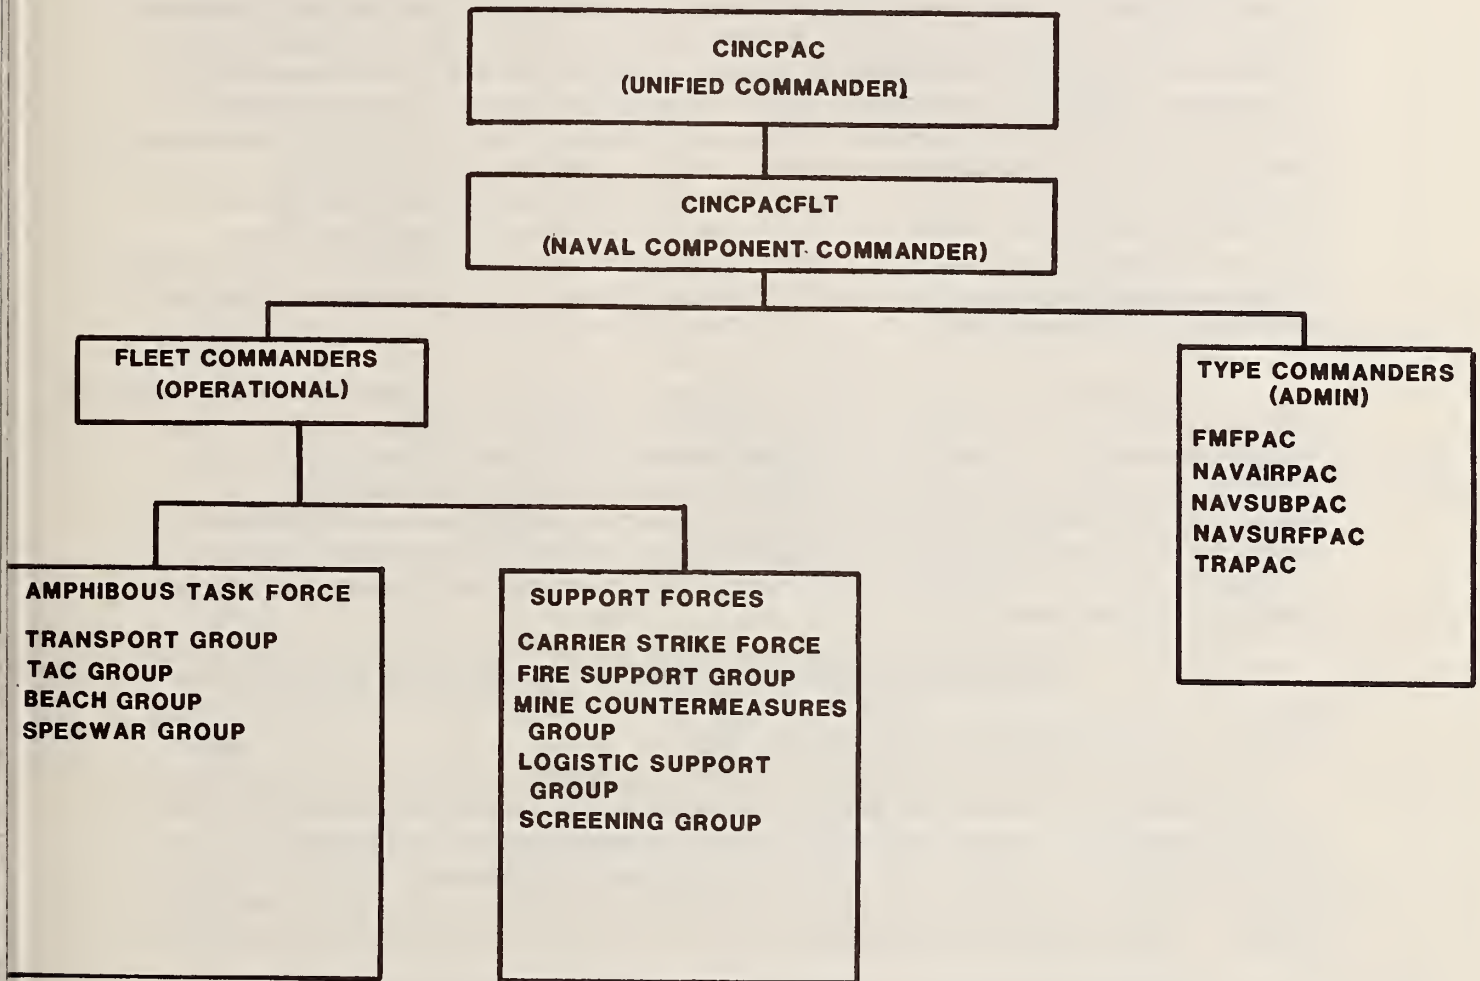 CINCPAC
(UNIFIED COMMANDER)
CINCPACFLT
(NAVAL COMPONENT COMMANDER)
FLEET COMMANDERS
(OPERATIONAL)
TYPE COMMANDERS
(ADMIN)
FMFPAC
NAVAIRPAC
NAVSUBPAC
NAVSURFPAC
TRAPAC
AMPHIBOUS TASK FORCE
TRANSPORT GROUP
TAC GROUP
BEACH GROUP
SPECWAR GROUP
SUPPORT FORCES
CARRIER STRIKE FORCE
FIRE SUPPORT GROUP
MINE COUNTERMEASURES
GROUP
LOGISTIC SUPPORT
GROUP
SCREENING GROUP